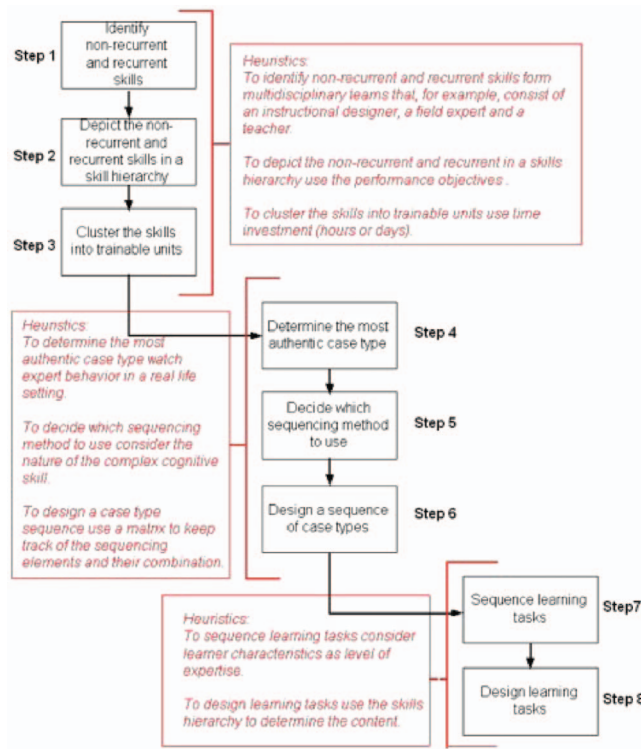 Step 1
Identify
non-recurrent
and recurrent
skills
Step 2
Depict the non-
recurrent and
recurrent skills in a
skill hierarchy
Step 3
Cluster the skills
into trainable units
Heuristics:
To identify non-recurrent and recurrent skills form
multidisciplinary teams that, for example, consist of
an instructional designer, a field expert and a
teacher.
To depict the non-recurrent and recurrent in a skills
hierarchy use the performance objectives .
To cluster the skills into trainable units use time
investment (hours or days).
Heuristics:
To determine the most
authentic case type watch
expert behavior in a real life
setting.
To decide which sequencing
method to use consider the
nature of the complex cognitive
skill.
To design a case type
sequence use a matrix to keep
track of the sequencing
elements and their combination.
Determine the most
authentic case type
Step 4
Decide which
sequencing method
to use
Step 5
Design a sequence
of case types
Step 6
Heuristics:
To sequence learning tasks consider
learner characteristics as level of
expertise.
To design learning tasks use the skills
hierarchy to determine the content.
Sequence learning
tasks
Step7
Design learning
tasks
Step 8